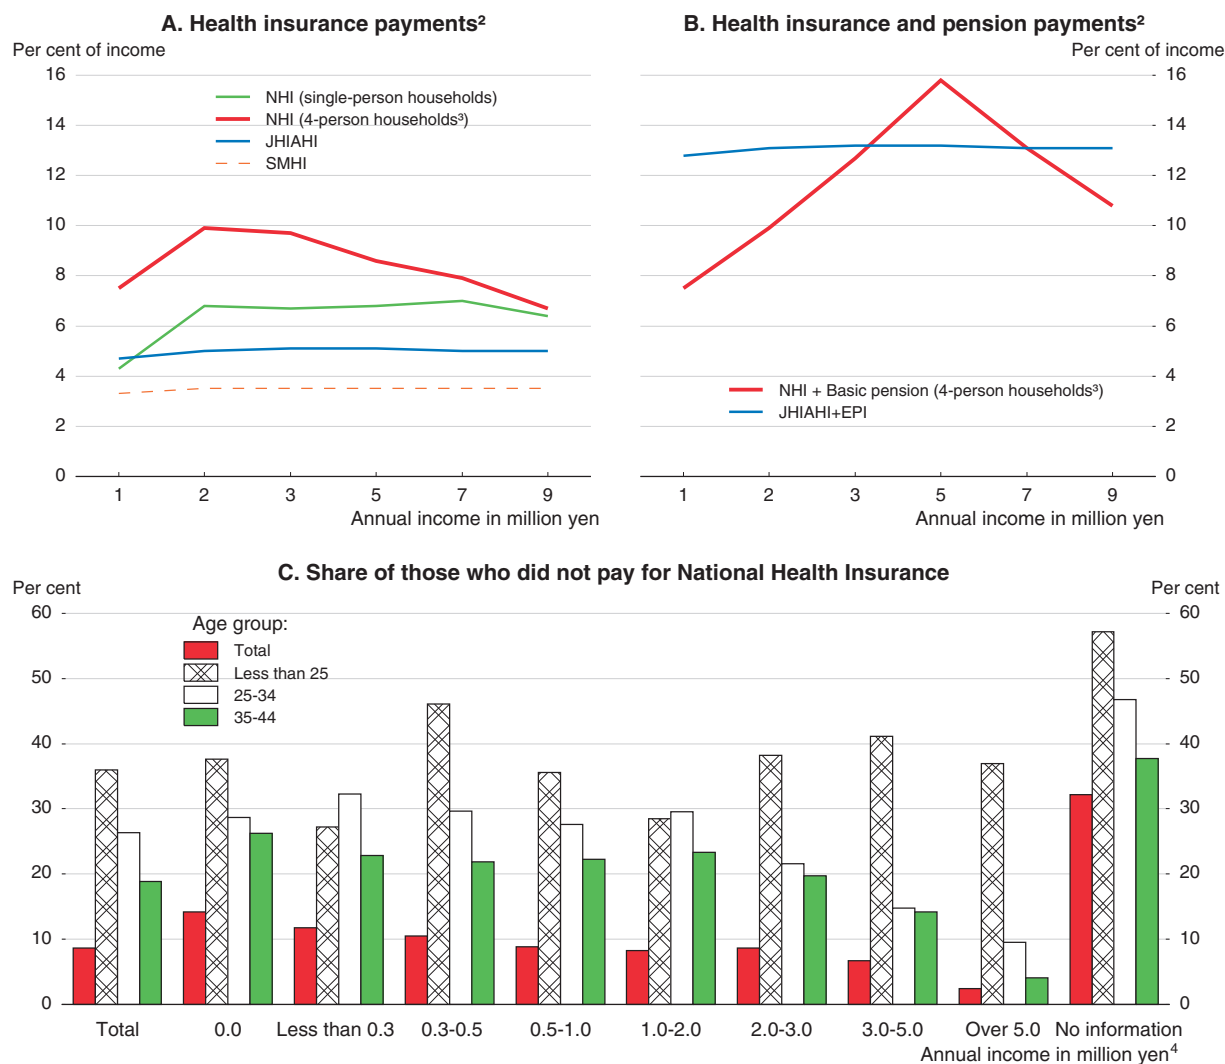 A. Health insurance payments²
Per cent of income
16
14
12
10
8
6
4
2
0
NHI (single-person households)
NHI (4-person households³)
JHIAHI
SMHI
1 2 3 5 7 9
Annual income in million yen
B. Health insurance and pension payments²
Per cent of income
16
14
12
10
8
6
4
2
0
NHI + Basic pension (4-person households³)
JHIAHI+EPI
1 2 3 5 7 9
Annual income in million yen
C. Share of those who did not pay for National Health Insurance
Per cent
Per cent
60
50
40
30
20
10
0
Age group:
Total
Less than 25
25-34
35-44
60
50
40
30
20
10
0
Total 0.0 Less than 0.3 0.3-0.5 0.5-1.0 1.0-2.0 2.0-3.0 3.0-5.0 Over 5.0 No information
Annual income in million yen⁴